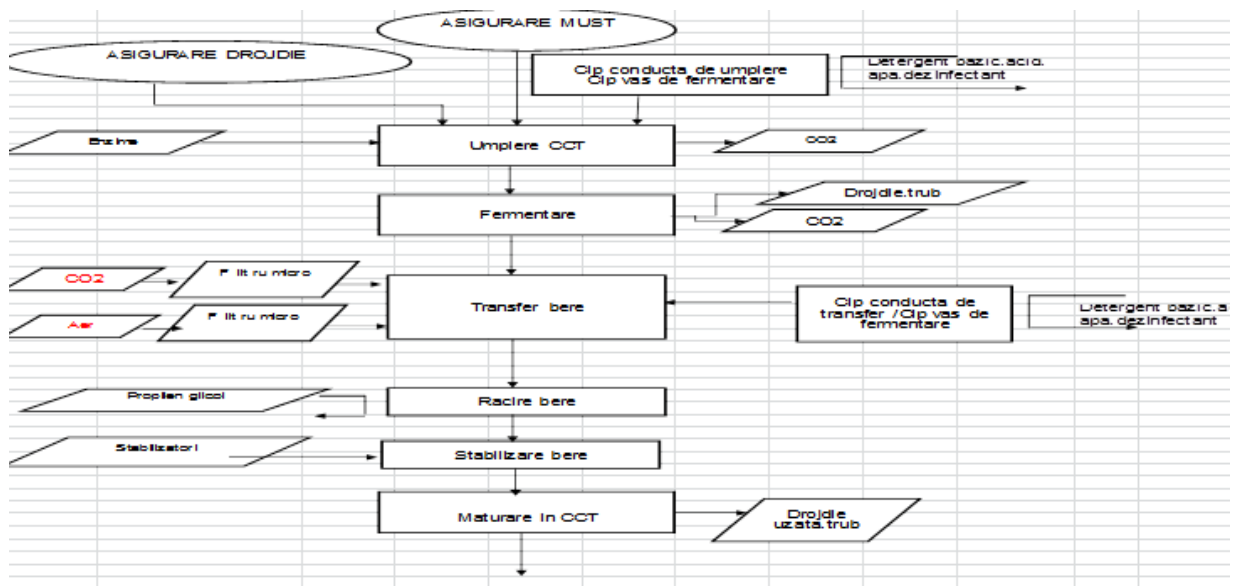 ASIGURARE MUST
ASIGURARE DROJDIE
Cip conducta de umplere
Cip vas de fermentare
Detergent bazic.acid.
apa.dezinfectant
Enzime
Umplere CCT
CO2
Drojdie.trub
Fermentare
CO2
CO2
Filtru micro
Transfer bere
Cip conducta de
transfer /Cip vas de
fermentare
Detergent bazic.a
apa.dezinfectant
Aer
Filtru micro
Propilen glicol
Racire bere
Stabilizatori
Stabilizare bere
Maturare in CCT
Drojdie
uzata.trub